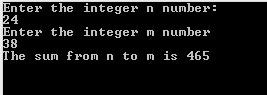 Enter the integer n number:
24
Enter the integer m number
38
The sum from n to m is 465